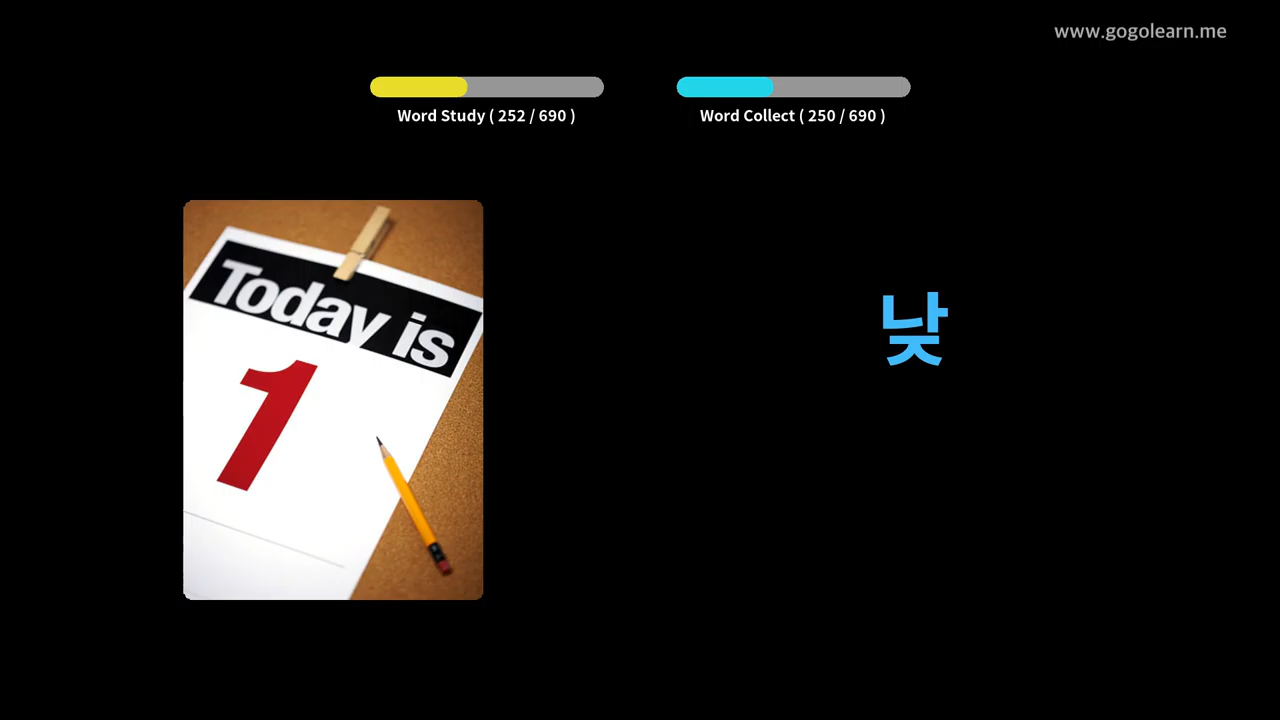 www.gogolearn.me
Word Study ( 252 / 690 )
Word Collect ( 250 / 690 )
Today is
1
낮